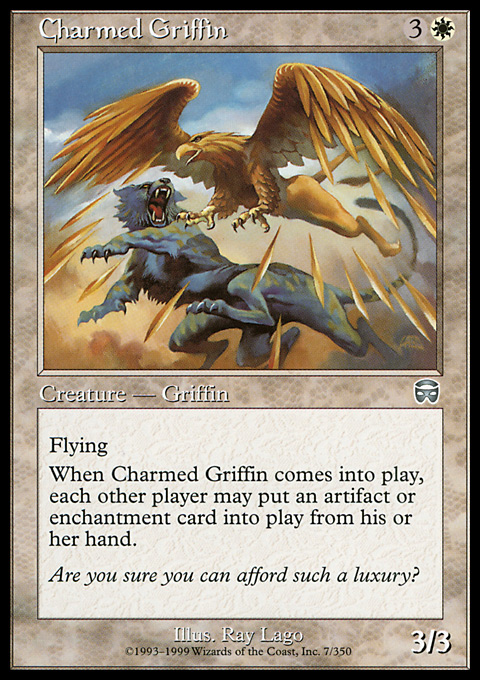 Charmed Griffin 3
Creature — Griffin
Flying
When Charmed Griffin comes into play,
each other player may put an artifact or
enchantment card into play from his or
her hand.
Are you sure you can afford such a luxury?
Illus. Ray Lago
©1993–1999 Wizards of the Coast, Inc. 7/350
3/3